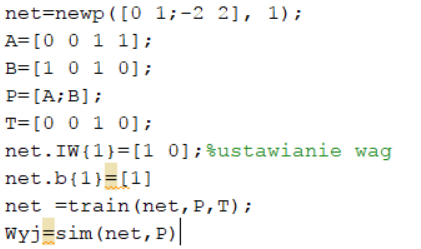 net=newp([0 1;-2 2], 1);
A=[0 0 1 1];
B=[1 0 1 0];
P=[A;B];
T=[0 0 1 0];
net.IW{1}=[1 0];%ustawianie wag
net.b{1}=[1]
net =train(net,P,T);
Wyj=sim(net,P)